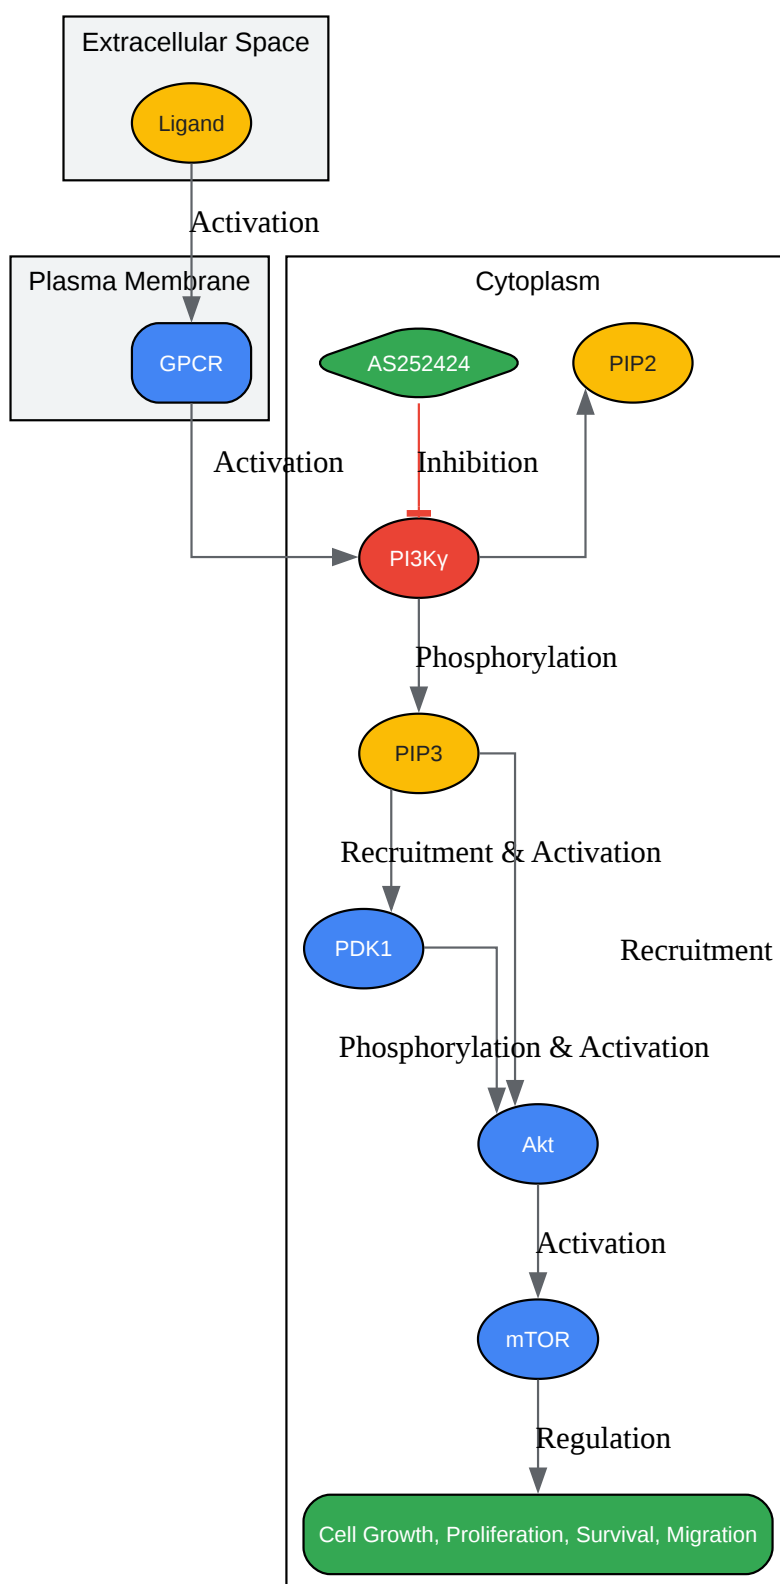 Extracellular Space
Ligand
Activation
Plasma Membrane
Cytoplasm
GPCR
AS252424
PIP2
Activation
Inhibition
PI3Kγ
Phosphorylation
PIP3
Recruitment & Activation
PDK1
Recruitment
Phosphorylation & Activation
Akt
Activation
mTOR
Regulation
Cell Growth, Proliferation, Survival, Migration